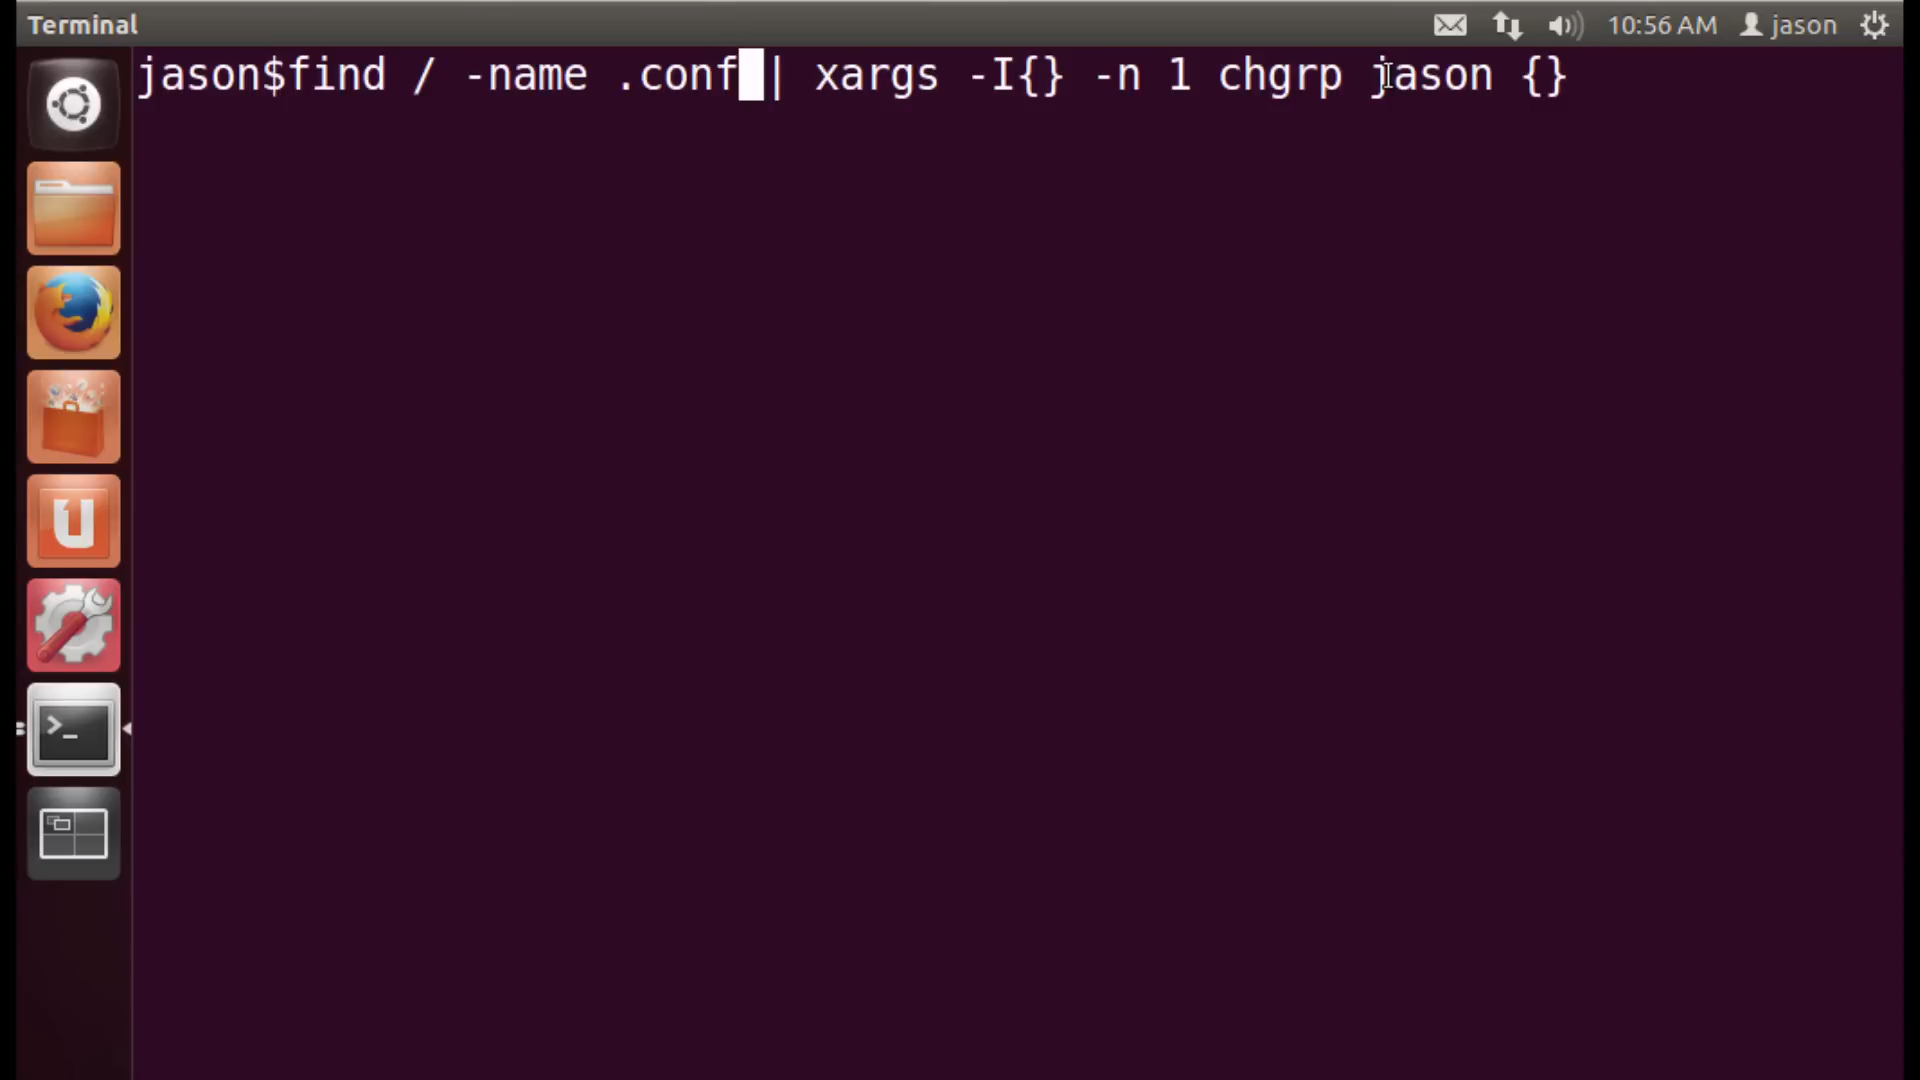 Terminal
10:56 AM jason
jason$find / -name .conf | xargs -I{} -n 1 chgrp jason {}